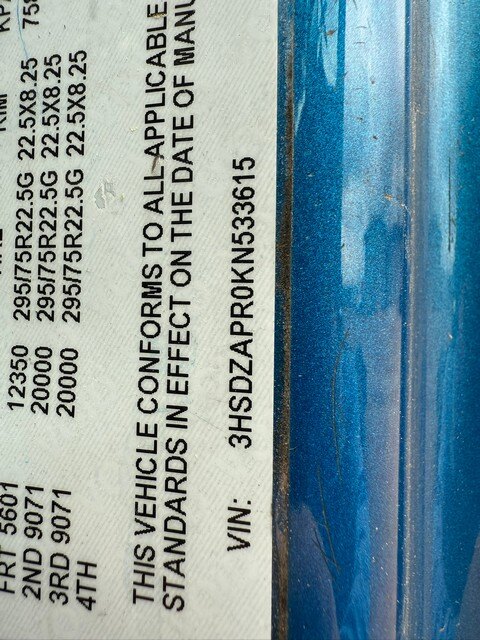 FRT 5601 12350
2ND 9071 20000 295/75R22.5G 22.5X8.25
3RD 9071 20000 295/75R22.5G 22.5X8.25
4TH 295/75R22.5G 22.5X8.25
THIS VEHICLE CONFORMS TO ALL APPLICABLE
STANDARDS IN EFFECT ON THE DATE OF
VIN: 3HSDZAPR0KN533615